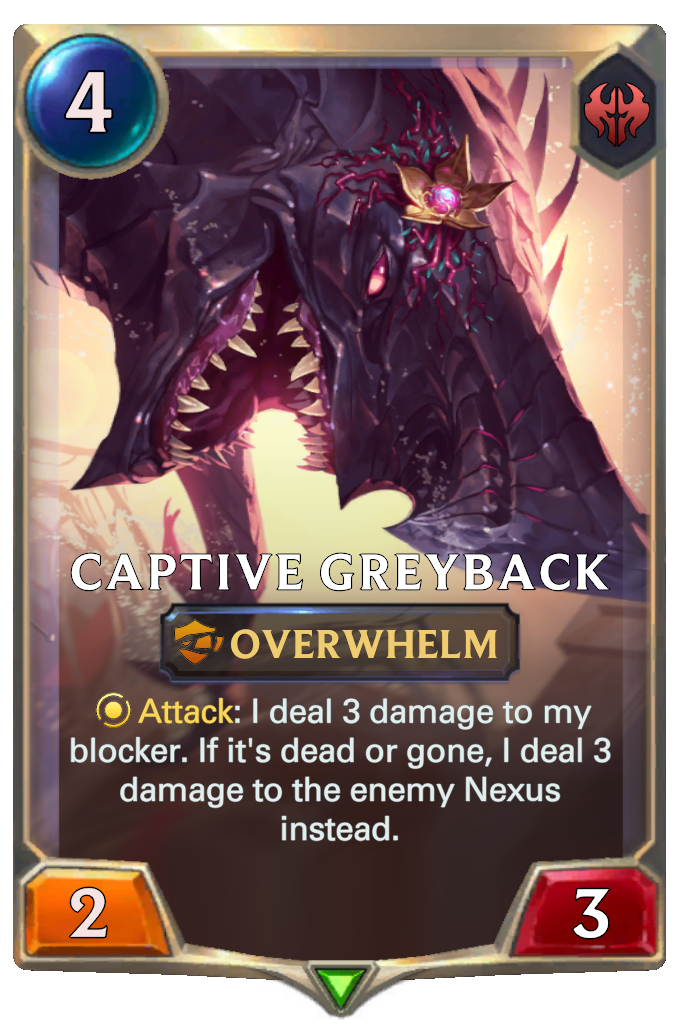 4
CAPTIVE GREYBACK
OVERWHELM
Attack: I deal 3 damage to my
blocker. If it's dead or gone, I deal 3
damage to the enemy Nexus
instead.
2
3